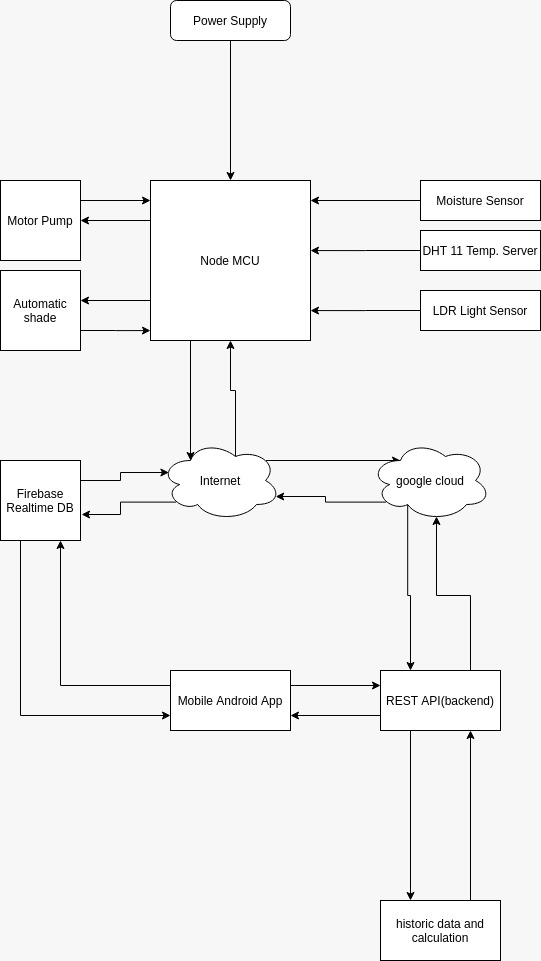 Power Supply
Motor Pump
Node MCU
Moisture Sensor
DHT 11 Temp. Server
Automatic
shade
LDR Light Sensor
Firebase
Realtime DB
Internet
google cloud
Mobile Android App
REST API(backend)
historic data and
calculation